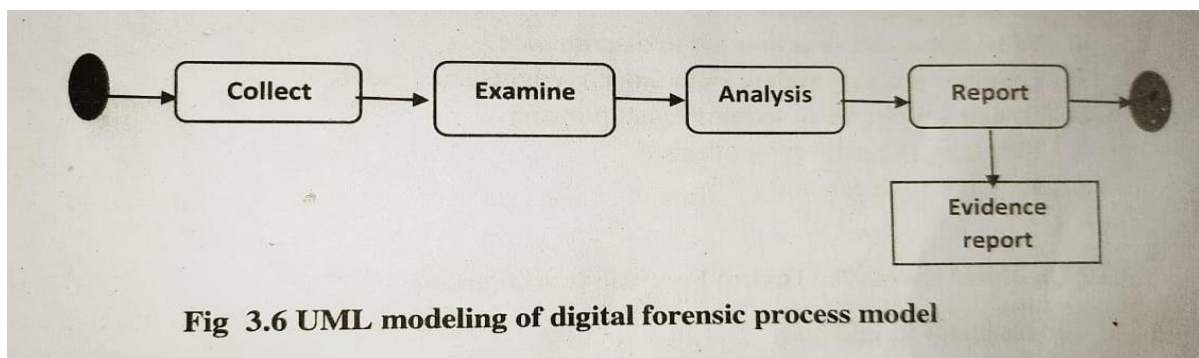 Collect
Examine
Analysis
Report
Evidence
report
Fig 3.6 UML modeling of digital forensic process model